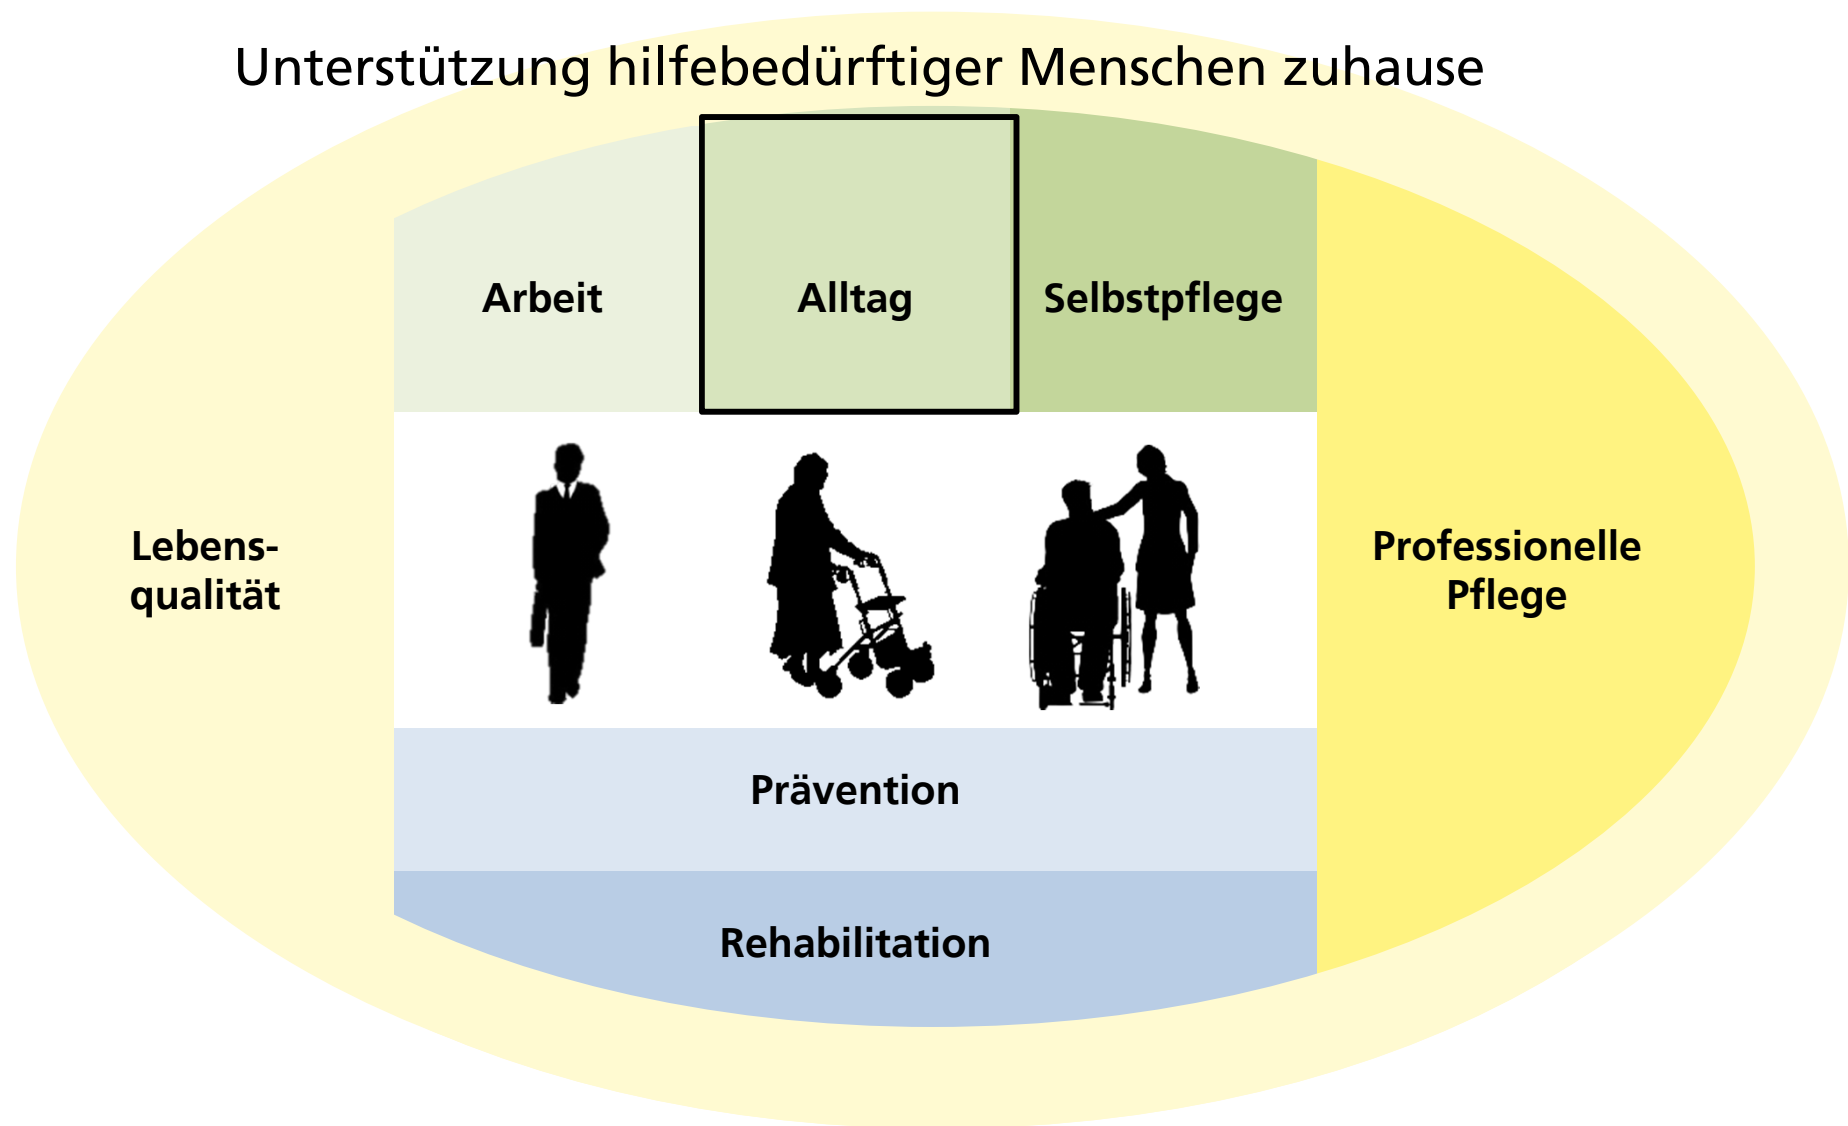 Unterstützung hilfebedürftiger Menschen zuhause
Arbeit
Alltag
Selbstpflege
Lebens-
qualität
Professionelle
Pflege
Prävention
Rehabilitation